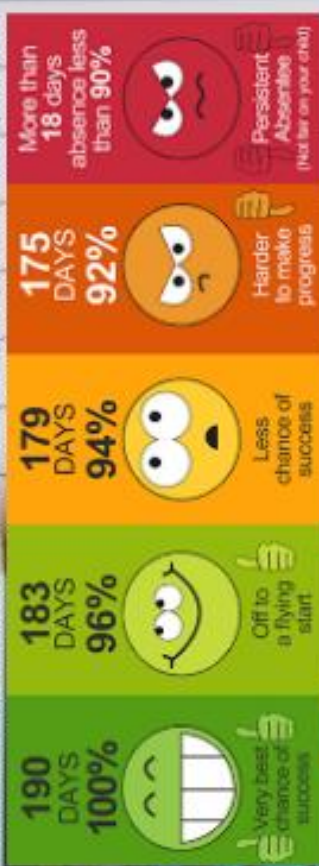 190
DAYS
100%
Very best
chance of
success
183
DAYS
96%
Off to
a flying
start
179
DAYS
94%
Less
chance of
success
175
DAYS
92%
Harder
to make
progress
More than
18 days
absence less
than 90%
Persistent
Absentee
(Not fair on your child)